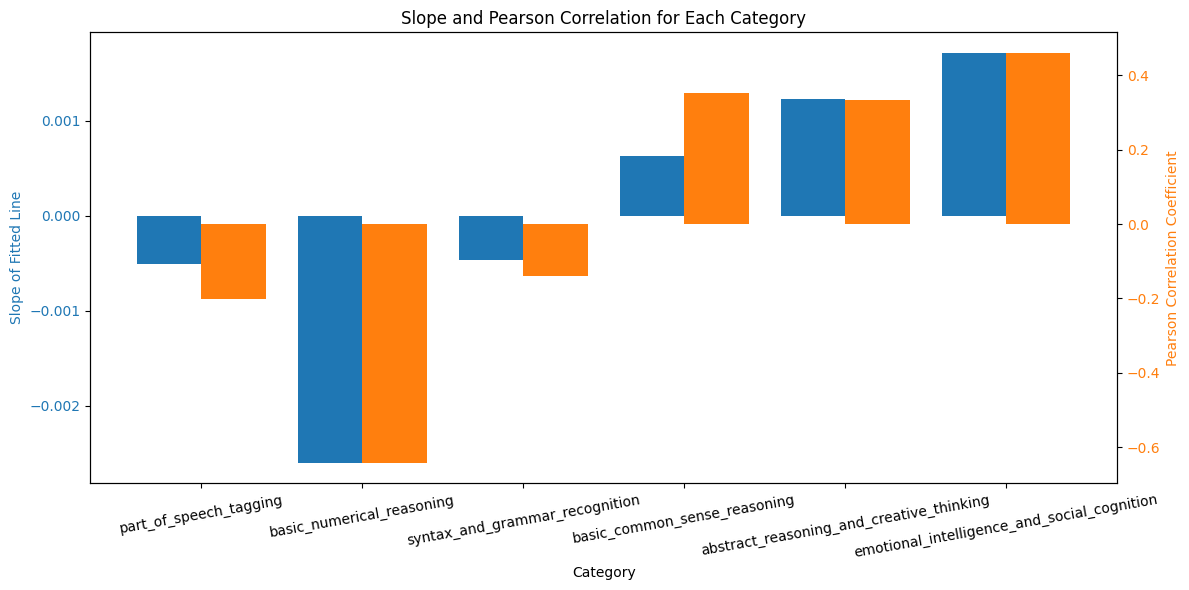 Slope and Pearson Correlation for Each Category
Slope of Fitted Line
0.001
0.000
−0.001
−0.002
0.4
0.2
0.0
−0.2
−0.4
−0.6
Pearson Correlation Coefficient
part_of_speech_tagging
basic_numerical_reasoning
syntax_and_grammar_recognition
basic_common_sense_reasoning
abstract_reasoning_and_creative_thinking
emotional_intelligence_and_social_cognition
Category